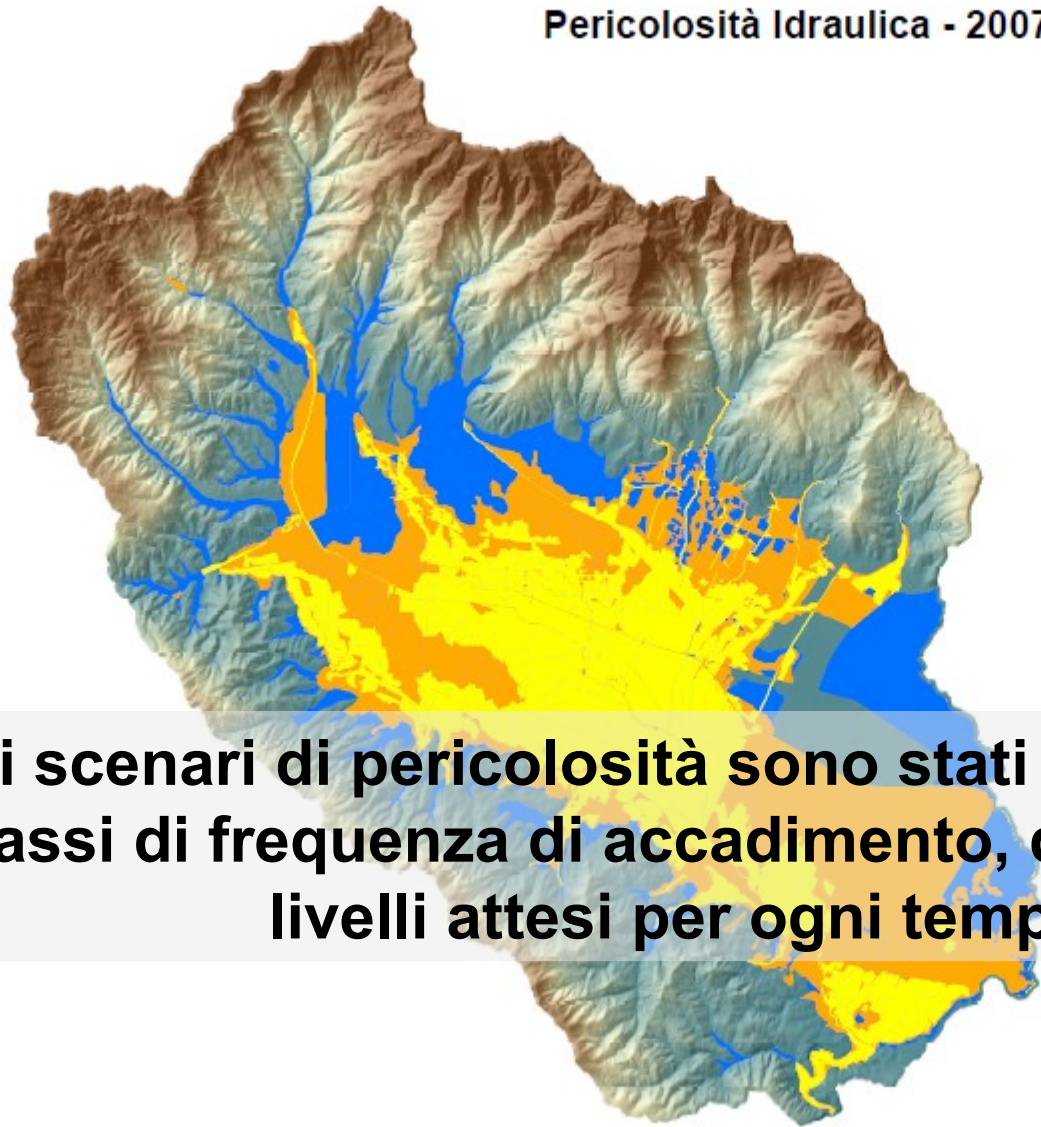 Pericolosità Idraulica - 2007
i scenari di pericolosità sono stati
assi di frequenza di accadimento,
livelli attesi per ogni temp